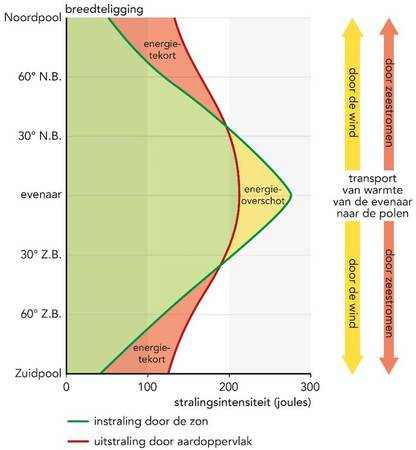 breedteligging
Noordpool
60° N.B.
30° N.B.
evenaar
30° Z.B.
60° Z.B.
Zuidpool
energie-
tekort
energie-
overschot
energie-
tekort
0
100
200
300
stralingsintensiteit (joules)
instraling door de zon
uitstraling door aardoppervlak
door de wind
door zeestromen
transport
van warmte
van de evenaar
naar de polen
door de wind
door zeestromen